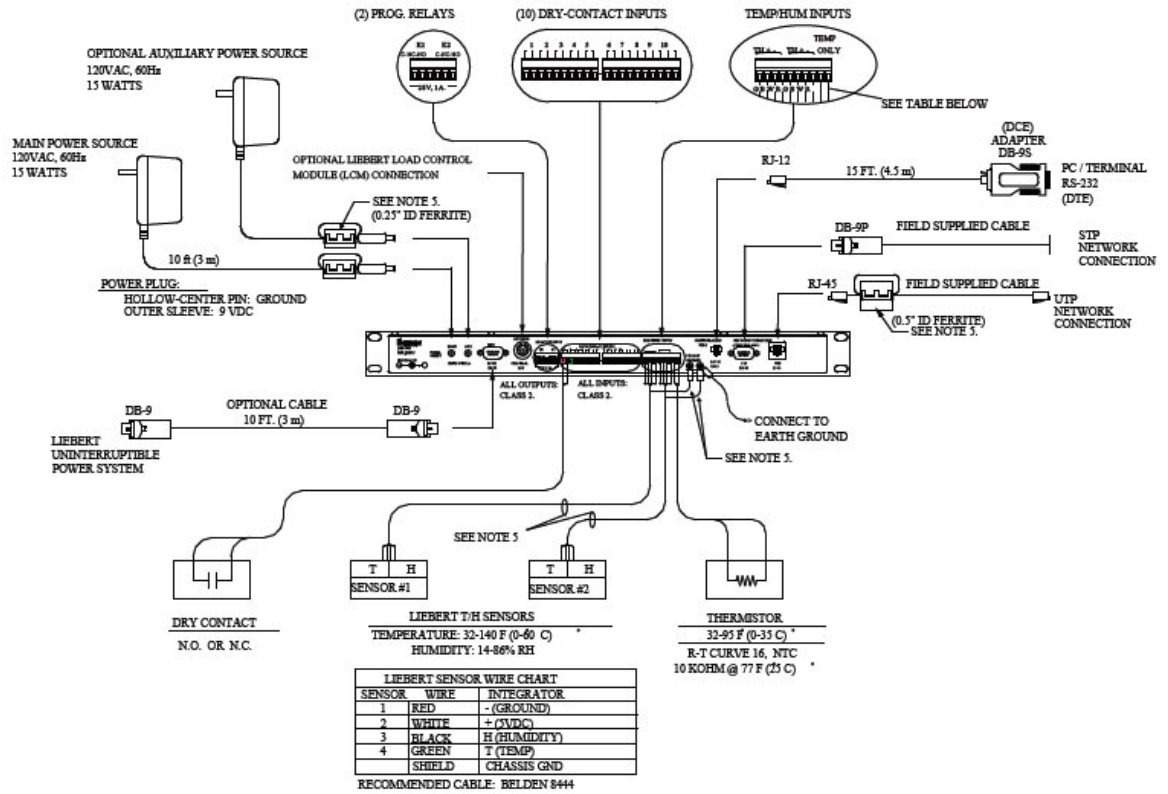 (2) PROG. RELAYS
(10) DRY-CONTACT INPUTS
TEMP/HUM INPUTS
K1 K2
C-NC-NO C-NC-NO
28V, 1A.
1 2 3 4 5 6 7 8 9 10
TEMP
ONLY
G B W R G B W R
SEE TABLE BELOW
OPTIONAL AUXILIARY POWER SOURCE
120VAC, 60Hz
15 WATTS
MAIN POWER SOURCE
120VAC, 60Hz
15 WATTS
OPTIONAL LIEBERT LOAD CONTROL
MODULE (LCM) CONNECTION
SEE NOTE 5.
(0.25" ID FERRITE)
10 ft (3 m)
POWER PLUG:
HOLLOW-CENTER PIN: GROUND
OUTER SLEEVE: 9 VDC
(DCE)
ADAPTER
DB-9S
RJ-12
15 FT. (4.5 m)
PC / TERMINAL
RS-232
(DTE)
DB-9P
FIELD SUPPLIED CABLE
STP
NETWORK
CONNECTION
RJ-45
FIELD SUPPLIED CABLE
(0.5" ID FERRITE)
SEE NOTE 5.
UTP
NETWORK
CONNECTION
ALL OUTPUTS:
CLASS 2.
ALL INPUTS:
CLASS 2.
DB-9
OPTIONAL CABLE
10 FT. (3 m)
DB-9
LIEBERT
UNINTERRUPTIBLE
POWER SYSTEM
CONNECT TO
EARTH GROUND
SEE NOTE 5.
SEE NOTE 5
T H
SENSOR #1
T H
SENSOR #2
DRY CONTACT
N.O. OR N.C.
LIEBERT T/H SENSORS
TEMPERATURE: 32-140 F (0-60 C) °
HUMIDITY: 14-86% RH
THERMISTOR
32-95 F (0-35 C) °
R-T CURVE 16, NTC
10 KOHM @ 77 F (25 C) °
LIEBERT SENSOR WIRE CHART
SENSOR WIRE INTEGRATOR
1 RED - (GROUND)
2 WHITE + (5VDC)
3 BLACK H (HUMIDITY)
4 GREEN T (TEMP)
SHIELD CHASSIS GND
RECOMMENDED CABLE: BELDEN 8444